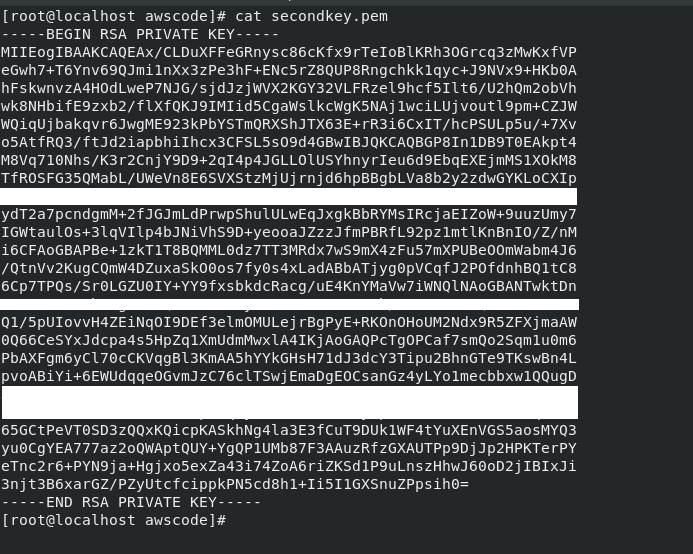 [root@localhost awscode]# cat secondkey.pem
-----BEGIN RSA PRIVATE KEY-----
MIIEogIBAAKCAQEAx/CLDuXFFeGRnysc86cKfx9rTeIoBlKRh3OGrcq3zMwKxfVP
eGwh7+T6Ynv69QJmi1nXx3zPe3hF+ENc5rZ8QUP8Rngchkk1qyc+J9NVx9+HKb0A
hFskwnvzA4HOdLweP7NJG/sjdJzjWVX2KGY32VLFRzel9hcf5Ilt6/U2hQm2obVh
wk8NHbifE9zxb2/flXfQKJ9IMIid5CgaWslkcWgK5NAj1wciLUjvoutl9pm+CZJW
WQiqUjbakqvr6JwgME923kPbYSTmQRXShJTX63E+rR3i6CxIT/hcPSULp5u/+7Xv
o5AtfRQ3/ftJd2iapbhiIhcx3CFSL5sO9d4GBwIBJQKCAQBGP8In1DB9T0EAkpt4
M8Vq710Nhs/K3r2CnjY9D9+2qI4p4JGLLOlUSYhnyrIeu6d9EbqEXEjmMS1XOkM8
TfROSFG35QMabL/UWeVn8E6SVXStzMjUjrnjd6hpBBgbLVa8b2y2zdwGYKLoCXIp
ydT2a7pcndgmM+2fJGJmLdPrwpShulULwEqJxgkBbRYMsIRcjaEIZoW+9uuzUmy7
IGWtaulOs+3lqVIlp4bJNiVhS9D+yeooaJZzzJfmPBRfL92pz1mtlKnBnIO/Z/nM
i6CFAoGBAPBe+1zkT1T8BQMML0dz7TT3MRdx7wS9mX4zFu57mXPUBeOOmWabm4J6
/QtnVv2KugCQmW4DZuxaSkO0os7fy0s4xLadABbATjyg0pVCqfJ2POfdnhBQ1tC8
6Cp7TPQs/Sr0LGZU0IY+YY9fxsbkdcRacg/uE4KnYMaVw7iWNQlNAoGBANTwktDn
Q1/5pUIovvH4ZEiNqOI9DEf3elmOMULejrBgPyE+RKOnOHoUM2Ndx9R5ZFXjmaAW
0Q66CeSYxJdcpa4s5HpZq1XmUdmMwxlA4IKjAoGAQPcTgOPCaf7smQo2Sqm1u0m6
PbAXFgm6yCl70cCKVqgBl3KmAA5hYYkGHsH71dJ3dcY3Tipu2BhnGTe9TKswBn4L
pvoABiYi+6EWUdqqeOGvmJzC76clTSwjEmaDgEOCsanGz4yLYo1mecbbxw1QQugD
65GCtPeVT0SD3zQQxKQicpKASkhNg4la3E3fCuT9DUk1WF4tYuXEnVGS5aosMYQ3
yu0CgYEA777az2oQWAptQUY+YgQP1UMb87F3AAuzRfzGXAUTPp9DjJp2HPKTerPY
eTnc2r6+PYN9ja+Hgjxo5exZa43i74ZoA6riZKSd1P9uLnszHhwJ60oD2jIBIxJi
3njt3B6xarGZ/PZyUtcfcippkPN5cd8h1+Ii5I1GXSnuZPpsih0=
-----END RSA PRIVATE KEY-----
[root@localhost awscode]#